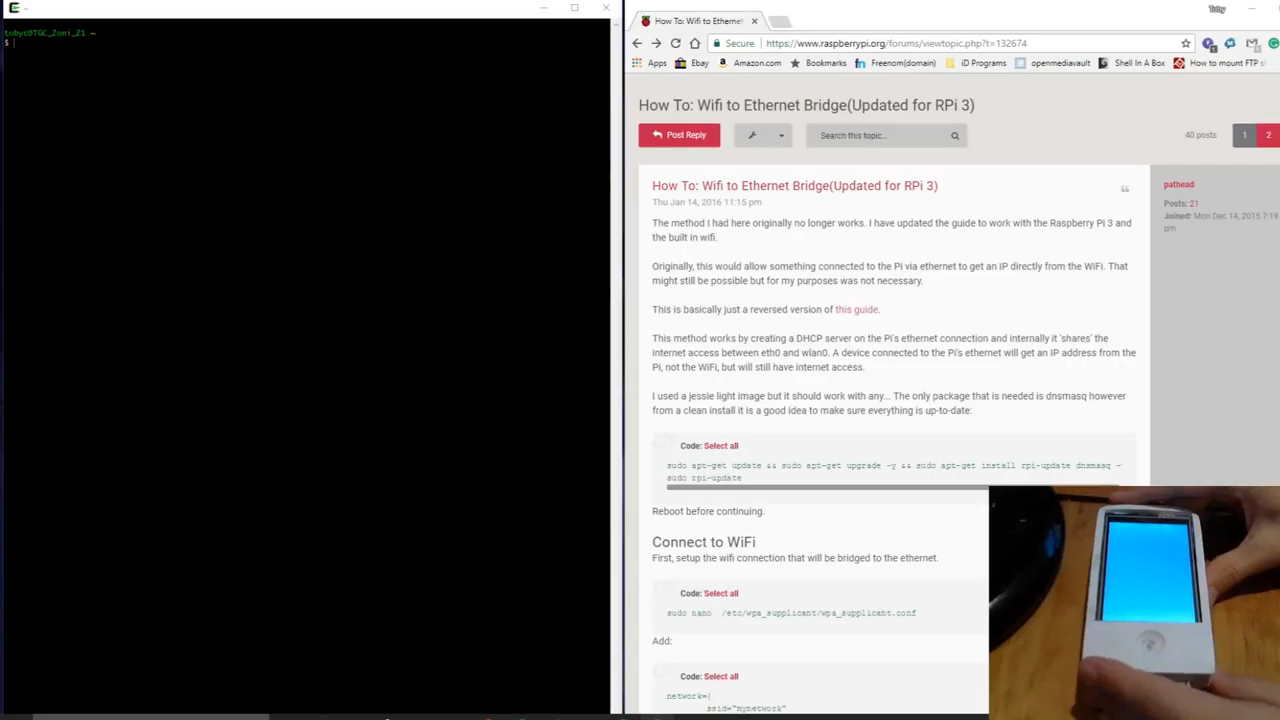 tobyc@TGC_Zuni_Z1 ~
$
How To: Wifi to Ethernet
Toby
Secure
https://www.raspberrypi.org/forums/viewtopic.php?t=132674
Apps
Ebay
Amazon.com
Bookmarks
Freenom(domain)
iD Programs
openmediavault
Shell In A Box
How to mount FTP s
How To: Wifi to Ethernet Bridge(Updated for RPi 3)
Post Reply
Search this topic...
40 posts
1
2
How To: Wifi to Ethernet Bridge(Updated for RPi 3)
Thu Jan 14, 2016 11:15 pm
pathead
Posts: 21
Joined: Mon Dec 14, 2015 7:19
pm
The method I had here originally no longer works. I have updated the guide to work with the Raspberry Pi 3 and
the built in wifi.
Originally, this would allow something connected to the Pi via ethernet to get an IP directly from the WiFi. That
might still be possible but for my purposes was not necessary.
This is basically just a reversed version of this guide.
This method works by creating a DHCP server on the Pi's ethernet connection and internally it 'shares' the
internet access between eth0 and wlan0. A device connected to the Pi's ethernet will get an IP address from the
Pi, not the WiFi, but will still have internet access.
I used a jessie light image but it should work with any... The only package that is needed is dnsmasq however
from a clean install it is a good idea to make sure everything is up-to-date:
Code: Select all
sudo apt-get update && sudo apt-get upgrade -y && sudo apt-get install rpi-update dnsmasq -
sudo rpi-update
Reboot before continuing.
Connect to WiFi
First, setup the wifi connection that will be bridged to the ethernet.
Code: Select all
sudo nano /etc/wpa_supplicant/wpa_supplicant.conf
Add:
Code: Select all
network={
ssid="mynetwork"